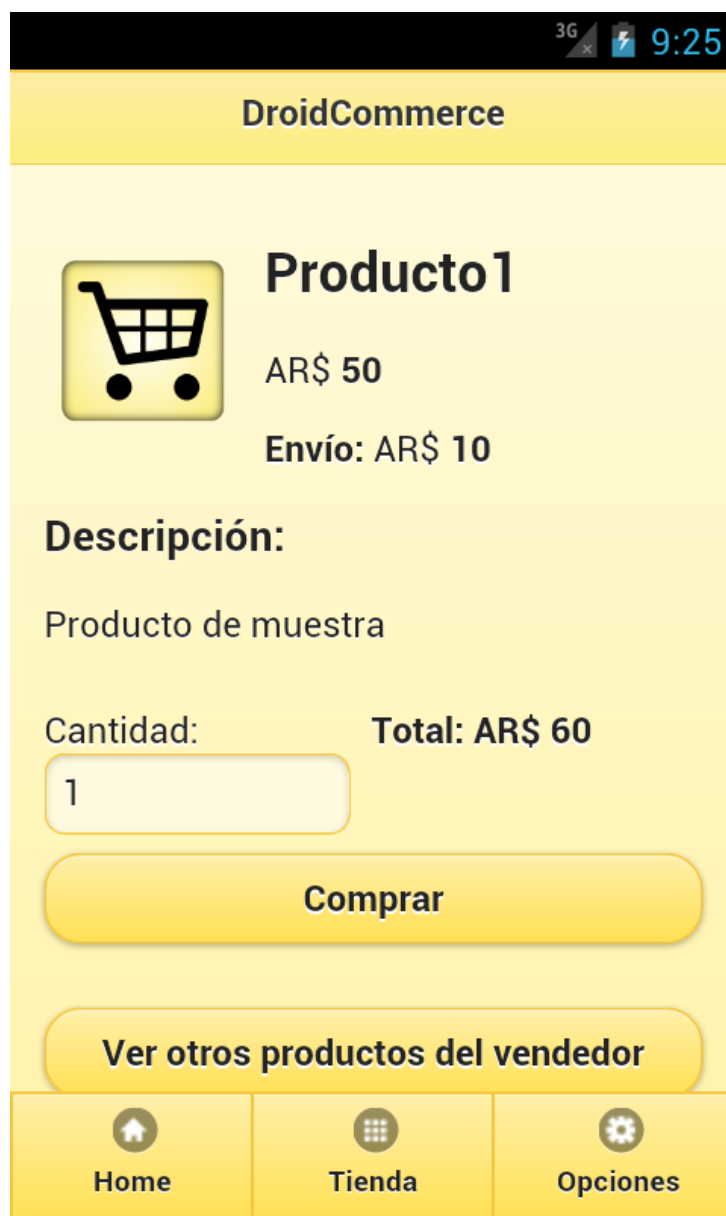 3G 9:25
DroidCommerce
Producto1
AR$ 50
Envío: AR$ 10
Descripción:
Producto de muestra
Cantidad: Total: AR$ 60
1
Comprar
Ver otros productos del vendedor
Home Tienda Opciones